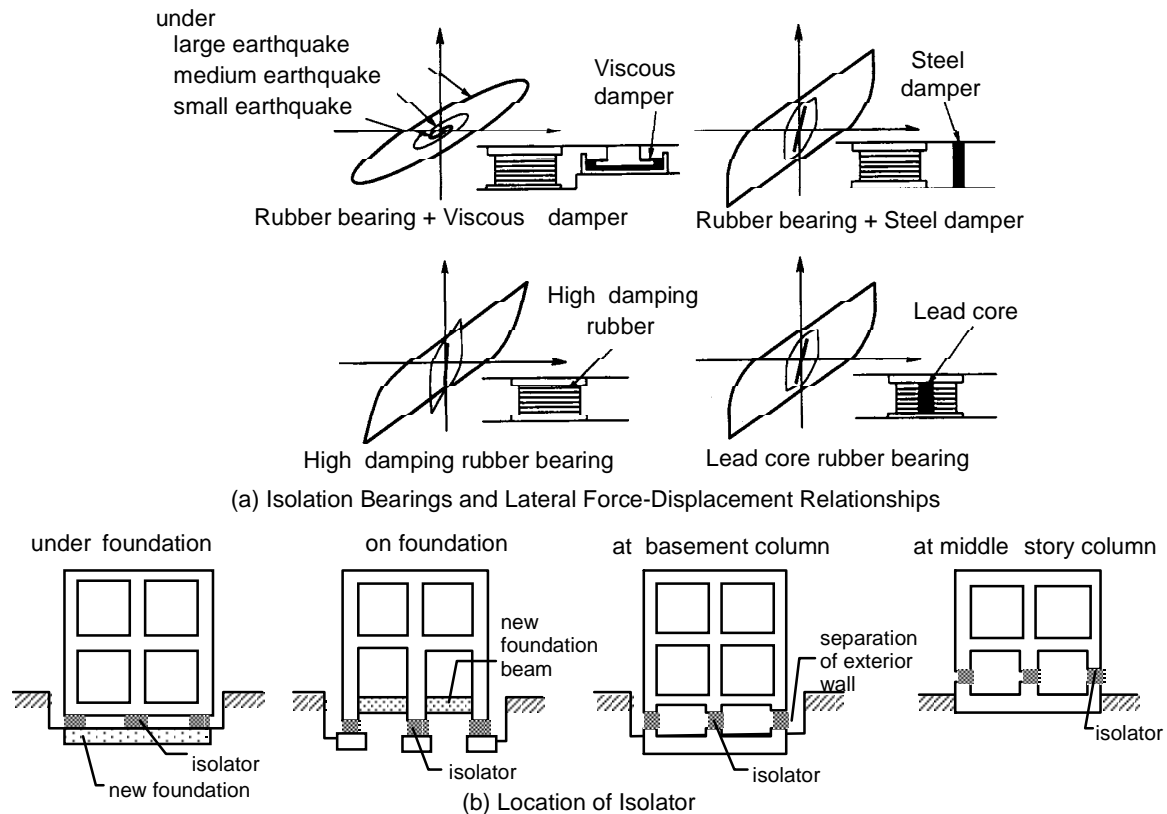 under
large earthquake
medium earthquake
small earthquake
Viscous
damper
Rubber bearing + Viscous damper
Steel
damper
Rubber bearing + Steel damper
High damping
rubber
High damping rubber bearing
Lead core
Lead core rubber bearing
(a) Isolation Bearings and Lateral Force-Displacement Relationships
under foundation
isolator
new foundation
on foundation
new
foundation
beam
isolator
at basement column
separation
of exterior
wall
isolator
at middle story column
isolator
(b) Location of Isolator